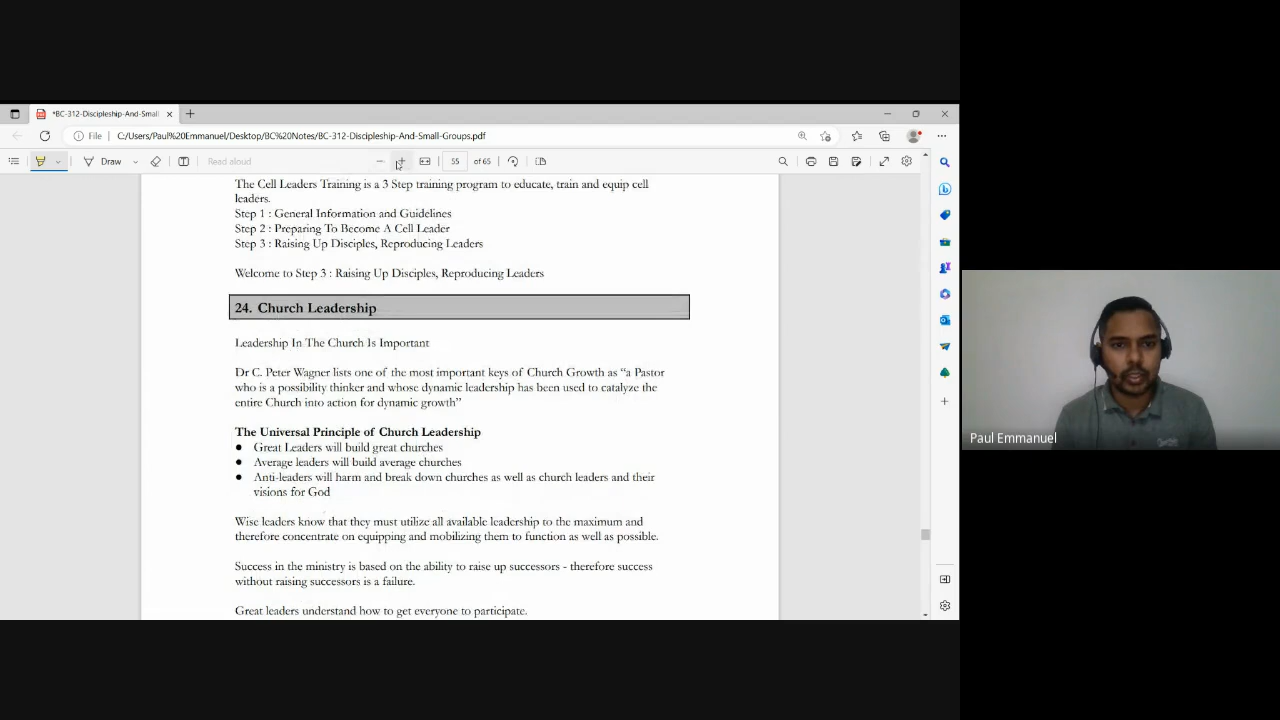 *BC-312-Discipleship-And-Small
File
C:/Users/Paul%20Emmanuel/Desktop/BC%20Notes/BC-312-Discipleship-And-Small-Groups.pdf
Draw
Read aloud
55
of 65
The Cell Leaders Training is a 3 Step training program to educate, train and equip cell
leaders.
Step 1 : General Information and Guidelines
Step 2 : Preparing To Become A Cell Leader
Step 3 : Raising Up Disciples, Reproducing Leaders
Welcome to Step 3 : Raising Up Disciples, Reproducing Leaders
24. Church Leadership
Leadership In The Church Is Important
Dr C. Peter Wagner lists one of the most important keys of Church Growth as “a Pastor
who is a possibility thinker and whose dynamic leadership has been used to catalyze the
entire Church into action for dynamic growth”
The Universal Principle of Church Leadership
● Great Leaders will build great churches
● Average leaders will build average churches
● Anti-leaders will harm and break down churches as well as church leaders and their
visions for God
Wise leaders know that they must utilize all available leadership to the maximum and
therefore concentrate on equipping and mobilizing them to function as well as possible.
Success in the ministry is based on the ability to raise up successors - therefore success
without raising successors is a failure.
Great leaders understand how to get everyone to participate.
Paul Emmanuel